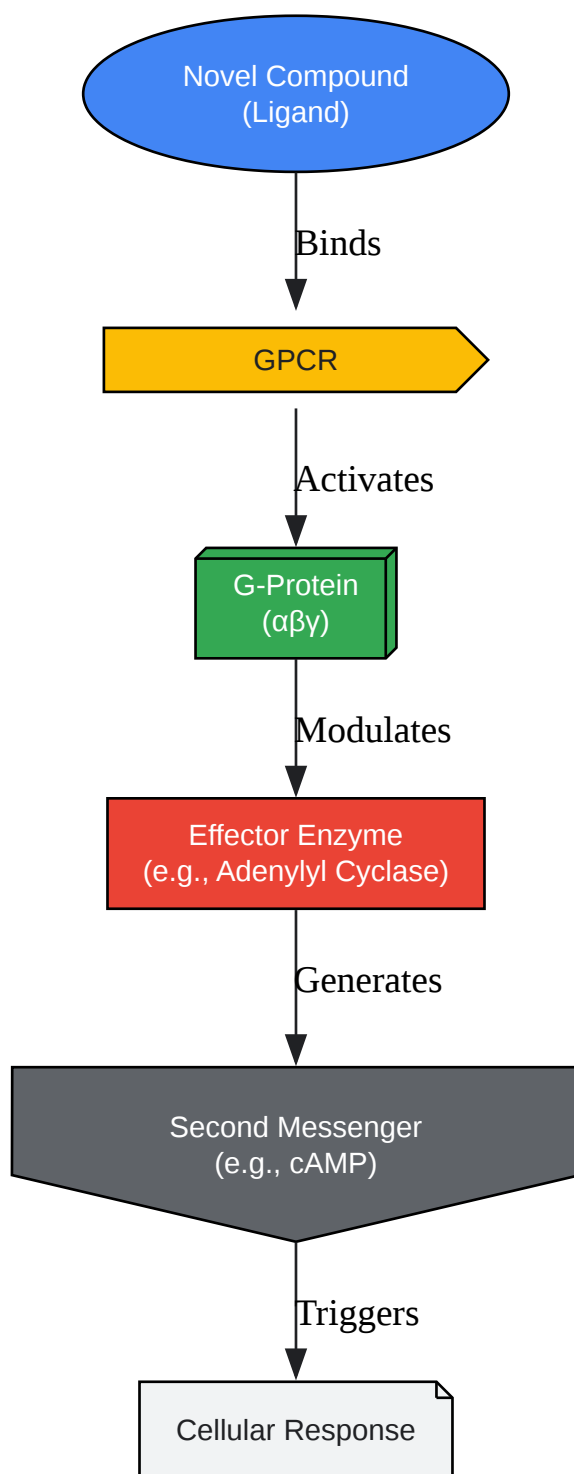 Novel Compound
(Ligand)
Binds
GPCR
Activates
G-Protein
(αβγ)
Modulates
Effector Enzyme
(e.g., Adenylyl Cyclase)
Generates
Second Messenger
(e.g., cAMP)
Triggers
Cellular Response